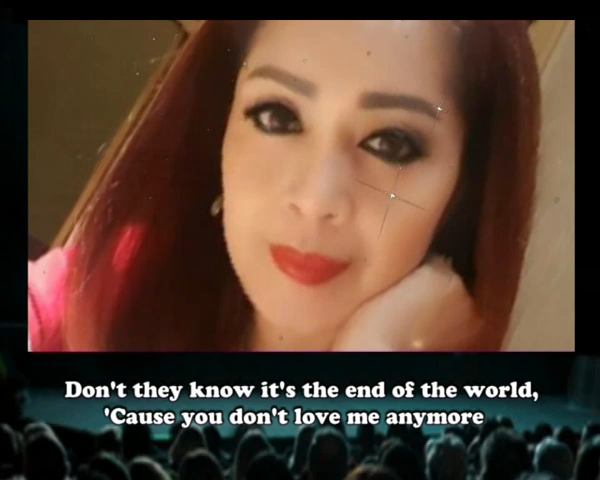 Don't they know it's the end of the world,
'Cause you don't love me anymore